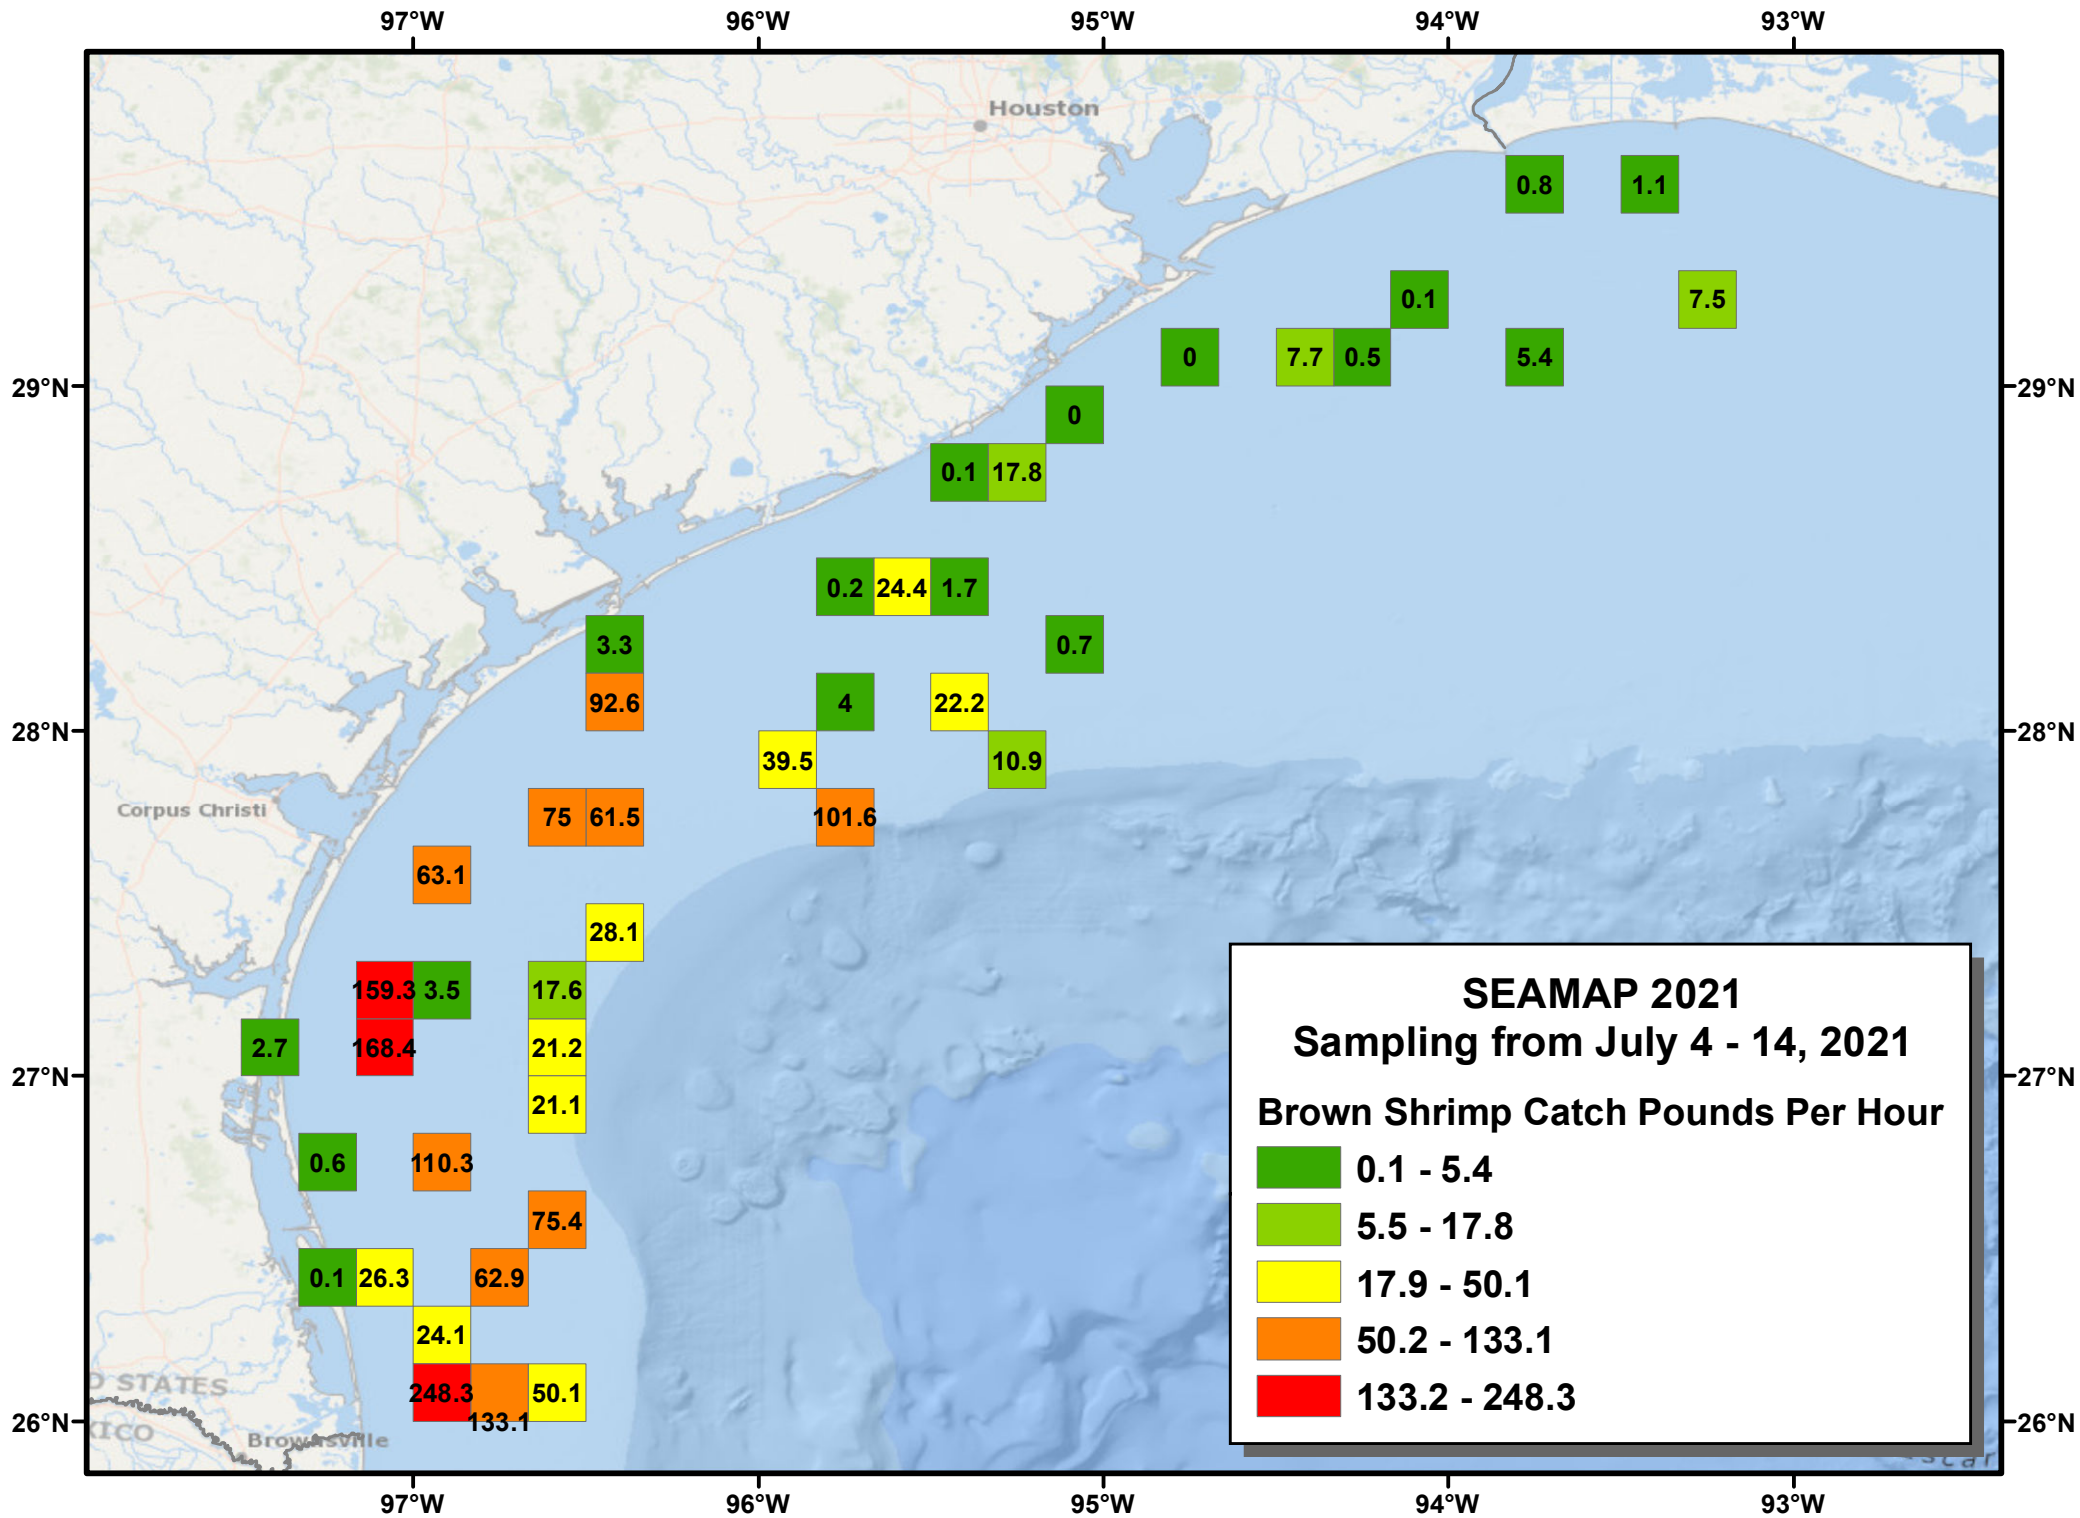 97°W 96°W 95°W 94°W 93°W
Houston
0.8 1.1
0.1 7.5
0 7.7 0.5 5.4
29°N 29°N
0
0.1 17.8
0.2 24.4 1.7
3.3 0.7
92.6 4 22.2
28°N 28°N
39.5 10.9
Corpus Christi
75 61.5 101.6
63.1
28.1
159.3 3.5 17.6
2.7 168.4 21.2
27°N 27°N
21.1
0.6 110.3
75.4
0.1 26.3 62.9
24.1
248.3 50.1
133.1
26°N 26°N
D STATES
XICO
Brownsville
SEAMAP 2021
Sampling from July 4 - 14, 2021
Brown Shrimp Catch Pounds Per Hour
0.1 - 5.4
5.5 - 17.8
17.9 - 50.1
50.2 - 133.1
133.2 - 248.3
97°W 96°W 95°W 94°W 93°W